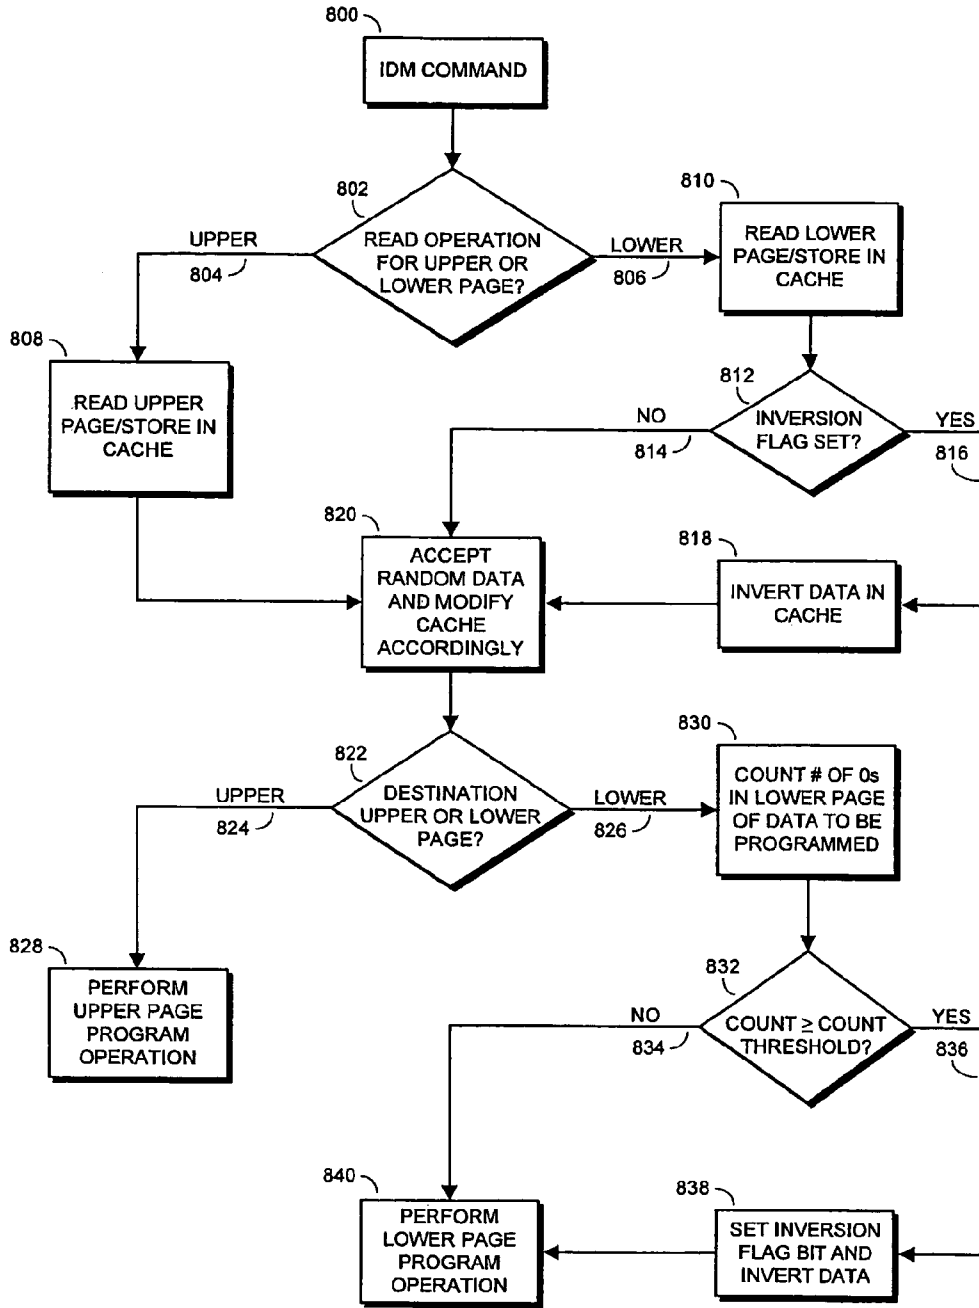 800
IDM COMMAND
802
READ OPERATION
FOR UPPER OR
LOWER PAGE?
UPPER
804
LOWER
806
810
READ LOWER
PAGE/STORE IN
CACHE
808
READ UPPER
PAGE/STORE IN
CACHE
812
INVERSION
FLAG SET?
NO
814
YES
816
820
ACCEPT
RANDOM DATA
AND MODIFY
CACHE
ACCORDINGLY
818
INVERT DATA IN
CACHE
822
DESTINATION
UPPER OR LOWER
PAGE?
UPPER
824
LOWER
826
830
COUNT # OF 0s
IN LOWER PAGE
OF DATA TO BE
PROGRAMMED
828
PERFORM
UPPER PAGE
PROGRAM
OPERATION
832
COUNT ≥ COUNT
THRESHOLD?
NO
834
YES
836
840
PERFORM
LOWER PAGE
PROGRAM
OPERATION
838
SET INVERSION
FLAG BIT AND
INVERT DATA